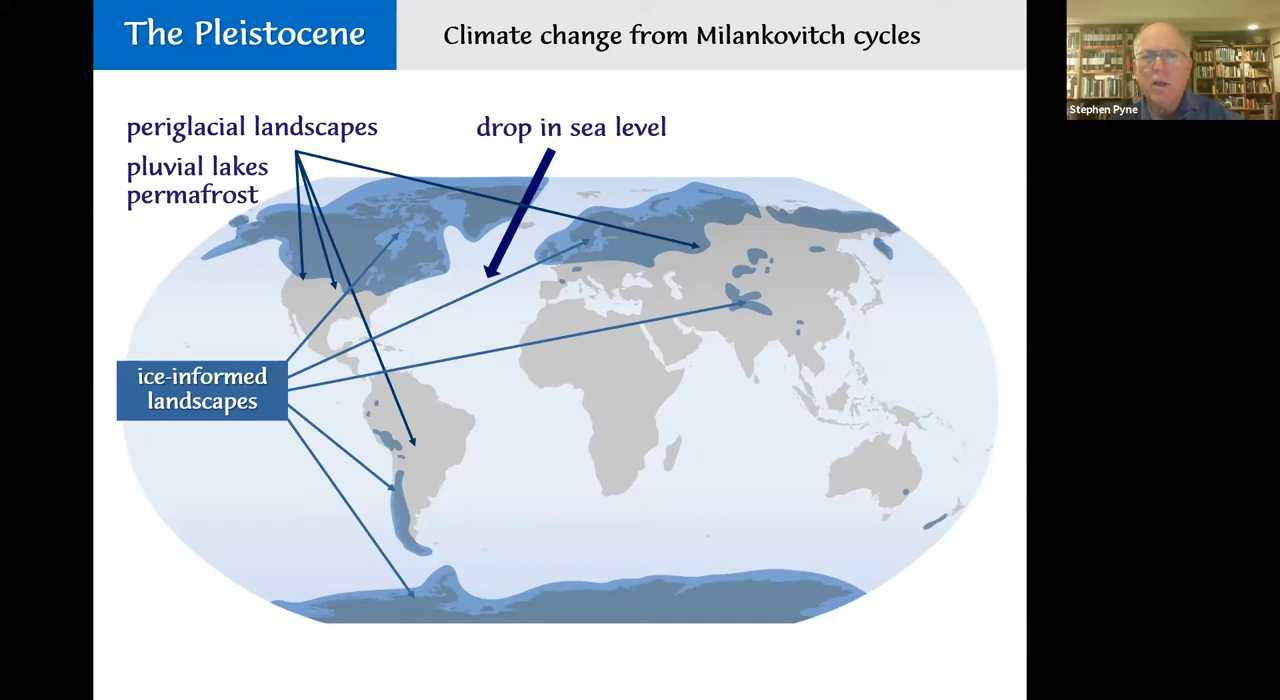 The Pleistocene
Climate change from Milankovitch cycles
Stephen Pyne
periglacial landscapes
drop in sea level
pluvial lakes
permafrost
ice-informed
landscapes